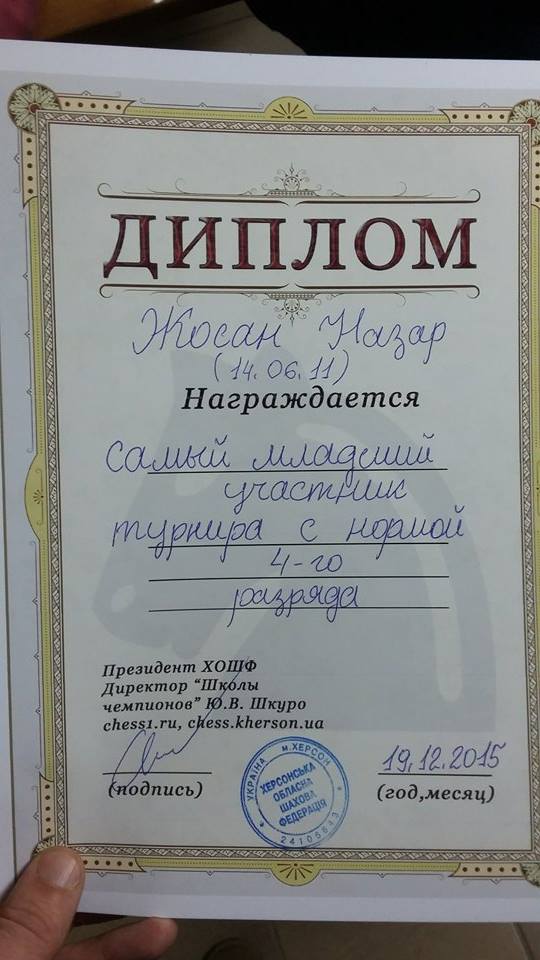 ДИПЛОМ
Жосан Назар
(14.06.11)
Награждается
самый младший
участник
турнира с нормой
4-го
разряда
Президент ХОШФ
Директор “Школы
чемпионов” Ю.В. Шкуро
chess1.ru, chess.kherson.ua
19.12.2015
(подпись)
(год,месяц)
УКРАЇНА м.ХЕРСОН
ХЕРСОНСЬКА
ОБЛАСНА
ШАХОВА
ФЕДЕРАЦІЯ
24105643